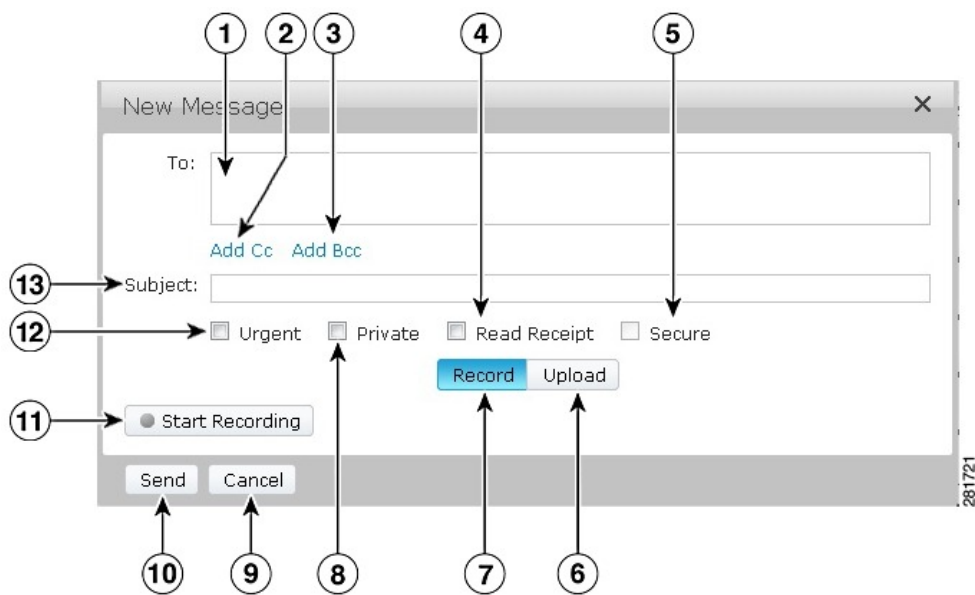 1 2 3 4 5
New Message
To:
Add Cc Add Bcc
13 Subject:
12 Urgent Private Read Receipt Secure
Record Upload
11 Start Recording
Send Cancel
281721
10 9 8 7 6